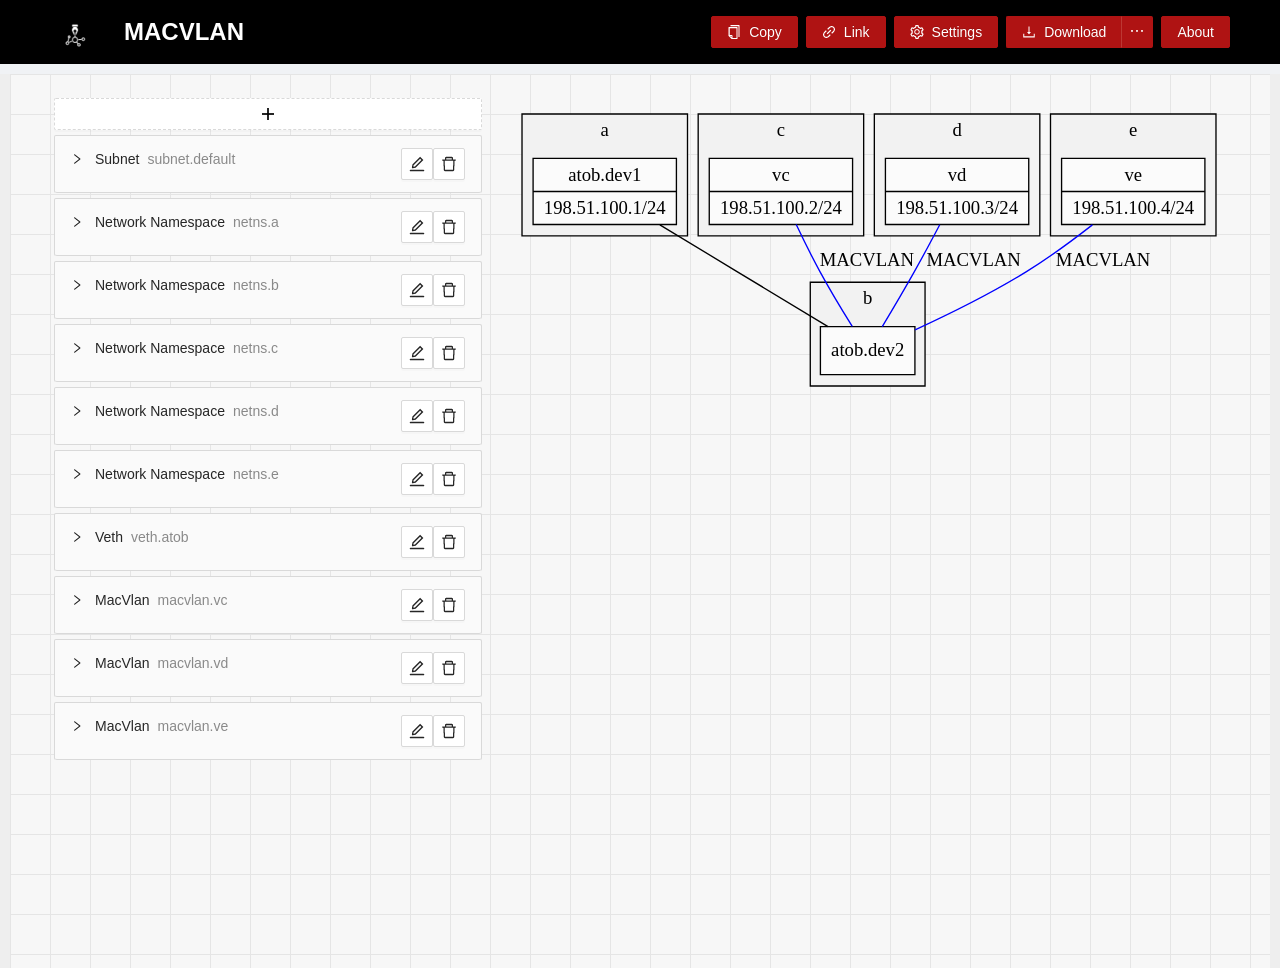 MACVLAN
Copy
Link
Settings
Download
About
Subnet subnet.default
Network Namespace netns.a
Network Namespace netns.b
Network Namespace netns.c
Network Namespace netns.d
Network Namespace netns.e
Veth veth.atob
MacVlan macvlan.vc
MacVlan macvlan.vd
MacVlan macvlan.ve
a
atob.dev1
198.51.100.1/24
c
vc
198.51.100.2/24
d
vd
198.51.100.3/24
e
ve
198.51.100.4/24
MACVLAN
MACVLAN
MACVLAN
b
atob.dev2